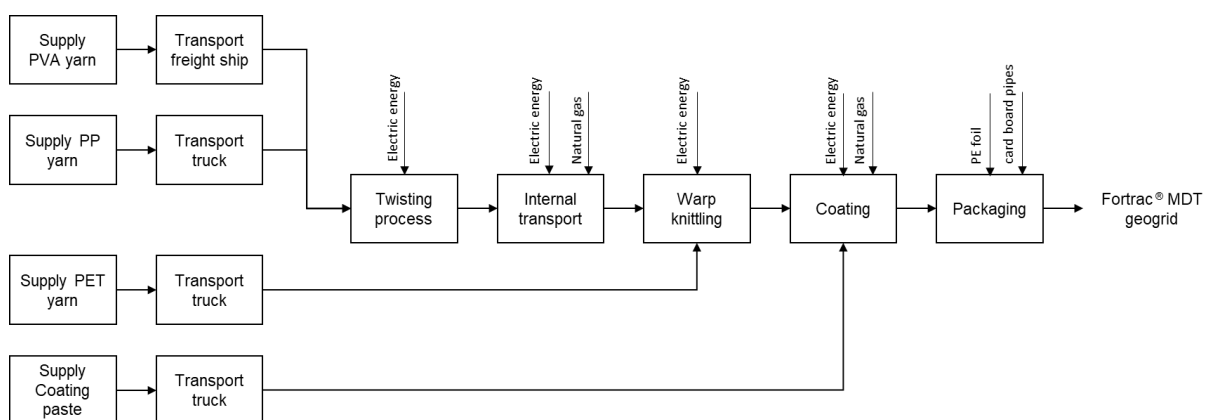 Supply
PVA yarn
Transport
freight ship
Supply PP
yarn
Transport
truck
Electric energy
Electric energy
Natural gas
Electric energy
Electric energy
Natural gas
PE foil
card board pipes
Twisting
process
Internal
transport
Warp
knittling
Coating
Packaging
Fortrac® MDT
geogrid
Supply PET
yarn
Transport
truck
Supply
Coating
paste
Transport
truck